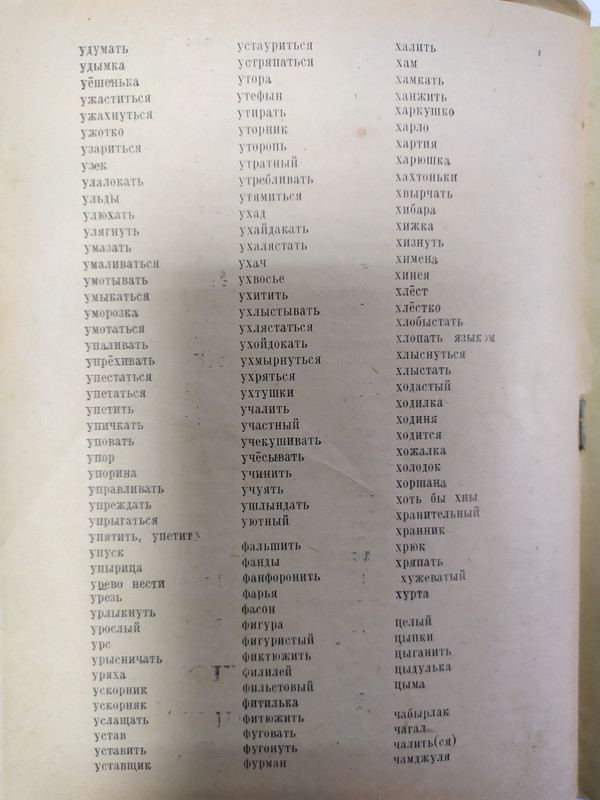 удумать
удымка
уёшенька
ужаститься
ужахнуться
ужотко
узариться
узек
улалокать
ульды
улюхать
улягнуть
умазать
умаливаться
умотывать
умыкаться
уморозка
умотаться
упаливать
упрёхивать
упестаться
упетаться
упетить
упичкать
уповать
упор
упорина
управливать
упреждать
упрыгаться
упятить, упетить
упуск
упырица
урево нести
урезь
урлыкнуть
урослый
урс
урысничать
уряха
ускорник
ускорняк
услащать
устав
уставить
уставщик
устауриться
устряпаться
утора
утефын
утирать
уторник
уторопь
утратный
утребливать
утямиться
ухад
ухайдакать
ухалястать
ухач
ухвосье
ухитить
ухлыстывать
ухлястаться
ухойдокать
ухмырнуться
ухряться
ухтушки
учалить
участный
учекушивать
учёсывать
учинить
учуять
ушлындать
уютный
фальшить
фанды
фанфоронить
фарья
фасон
фигура
фигуристый
фиктюжить
филилей
фильстовый
фитилька
фитюжить
фуговать
фугонуть
фурман
халить
хам
хамкать
ханжить
харкушко
харло
хартия
харюшка
хахтоньки
хвырчать
хибара
хижка
хизнуть
химена
хинея
хлёст
хлёстко
хлобыстать
хлопать языком
хлыснуться
хлыстать
ходастый
ходилка
ходиня
ходится
хожалка
холодок
хоршана
хоть бы хны
хранительный
хранник
хрюк
хряпать
хужеватый
хурта
целый
цыпки
цыганить
цыдулька
цыма
чабырлак
чагал
чалить(ся)
чамджуля